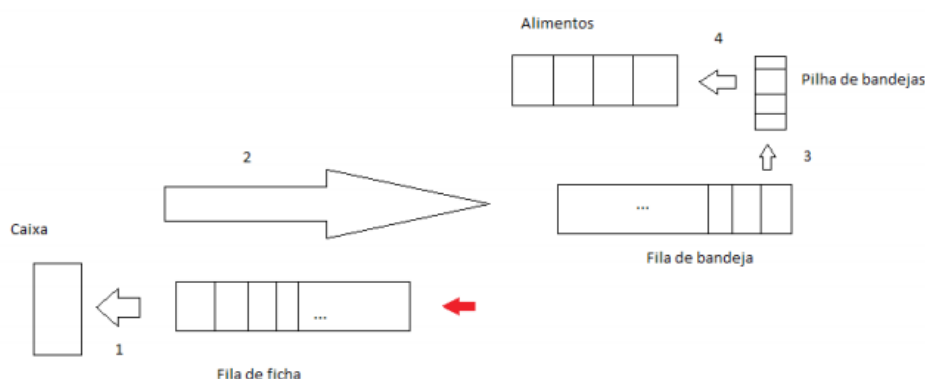 Alimentos
4
Pilha de bandejas
2
3
...
Caixa
Fila de bandeja
...
1
Fila de ficha